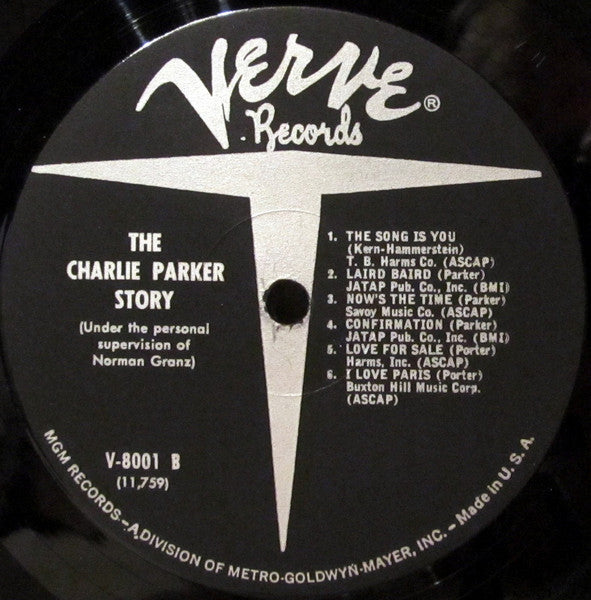 VERVE®
Records
THE
CHARLIE PARKER
STORY
(Under the personal
supervision of
Norman Granz)
V-8001 B
(11,759)
1. THE SONG IS YOU
(Kern-Hammerstein)
T. B. Harms Co. (ASCAP)
2. LAIRD BAIRD (Parker)
JATAP Pub. Co., Inc. (BMI)
3. NOW'S THE TIME (Parker)
Savoy Music Co. (ASCAP)
4. CONFIRMATION (Parker)
JATAP Pub. Co., Inc. (BMI)
5. LOVE FOR SALE (Porter)
Harms, Inc. (ASCAP)
6. I LOVE PARIS (Porter)
Buxton Hill Music Corp.
(ASCAP)
MGM RECORDS – A DIVISION OF METRO-GOLDWYN-MAYER, INC. – Made in U. S. A.